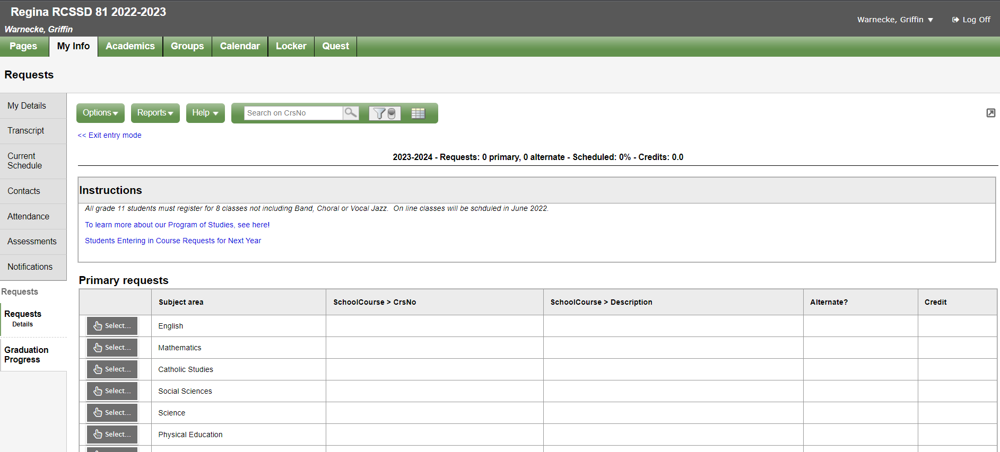 Regina RCSSD 81 2022-2023
Warnecke, Griffin
Warnecke, Griffin
Log Off
Pages
My Info
Academics
Groups
Calendar
Locker
Quest
Requests
My Details
Transcript
Current
Schedule
Contacts
Attendance
Assessments
Notifications
Requests
Requests
Details
Graduation
Progress
Options
Reports
Help
Search on CrsNo
<< Exit entry mode
2023-2024 - Requests: 0 primary, 0 alternate - Scheduled: 0% - Credits: 0.0
Instructions
All grade 11 students must register for 8 classes not including Band, Choral or Vocal Jazz.  On line classes will be schduled in June 2022.
To learn more about our Program of Studies, see here!
Students Entering in Course Requests for Next Year
Primary requests
Subject area SchoolCourse > CrsNo SchoolCourse > Description Alternate? Credit
Select... English
Select... Mathematics
Select... Catholic Studies
Select... Social Sciences
Select... Science
Select... Physical Education